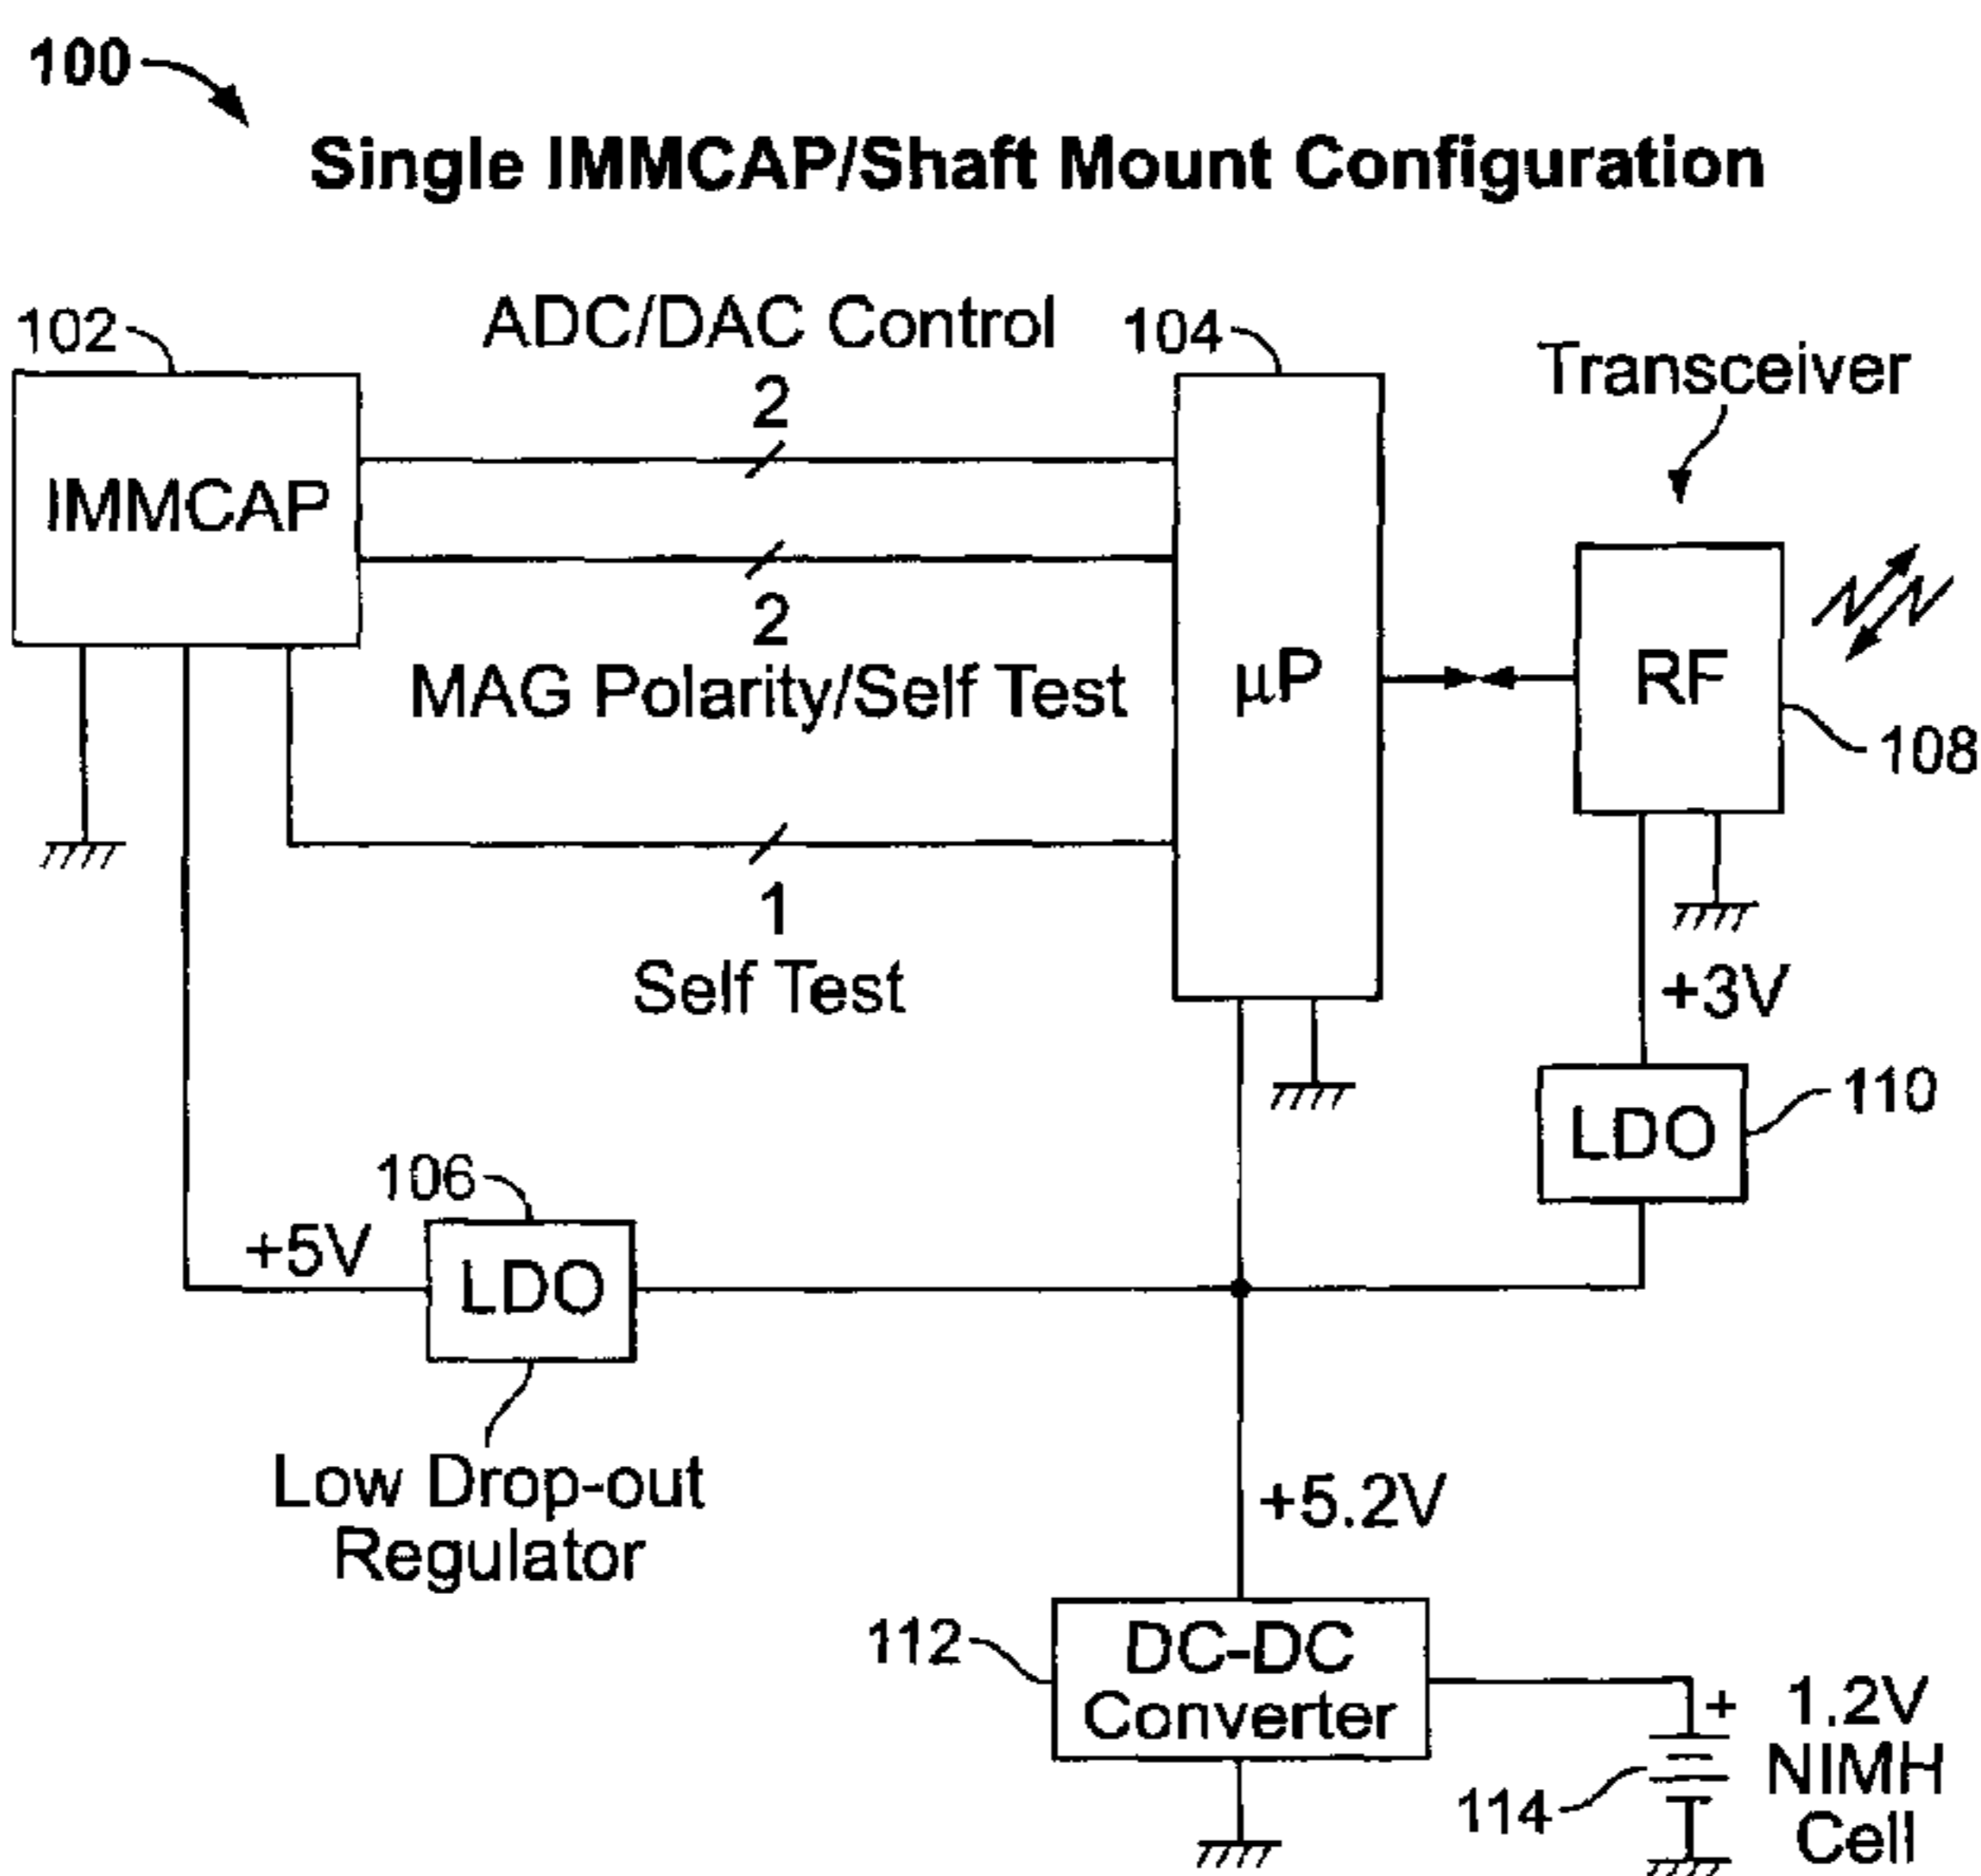 100
Single IMMCAP/Shaft Mount Configuration
102
ADC/DAC Control
104
Transceiver
2
IMMCAP
2
MAG Polarity/Self Test
µP
RF
108
1
Self Test
+3V
110
LDO
106
+5V
LDO
Low Drop-out
Regulator
+5.2V
112
DC-DC
Converter
+
1.2V
NIMH
Cell
114